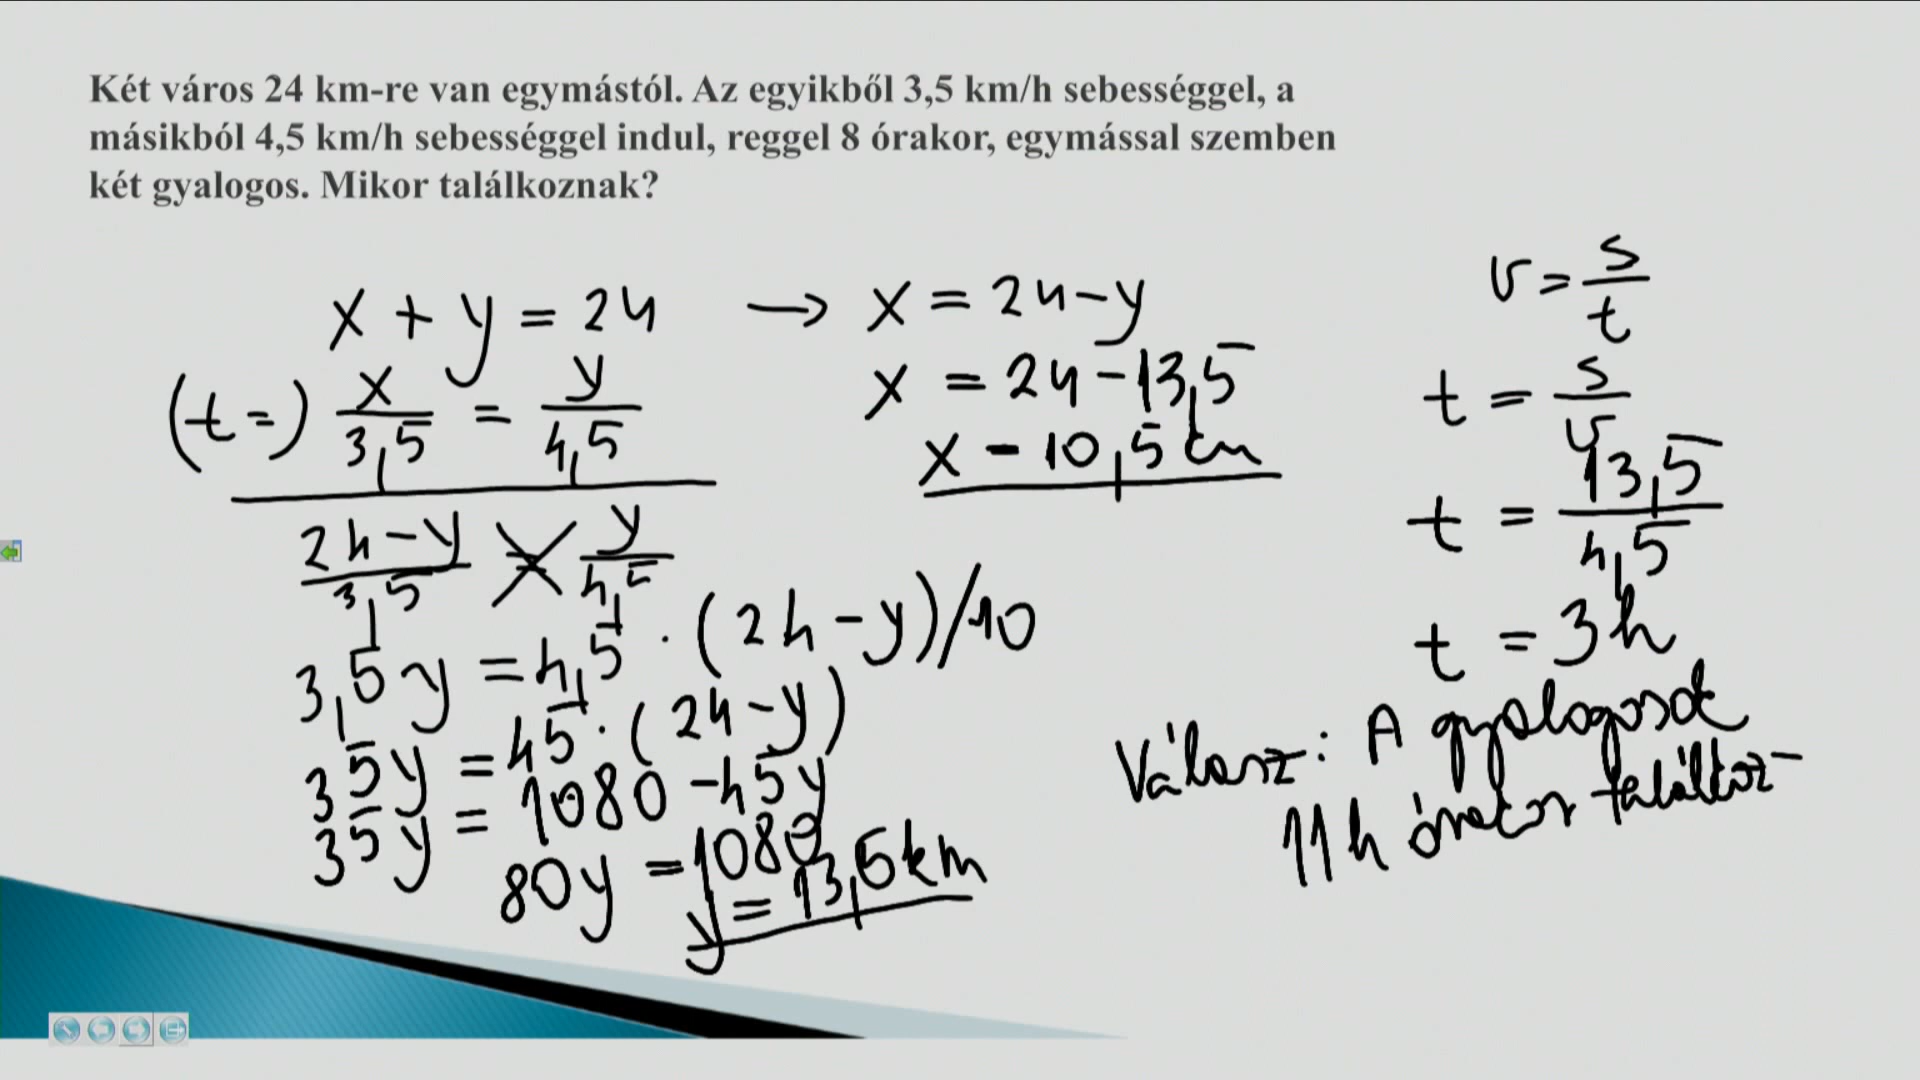 Két város 24 km-re van egymástól. Az egyikből 3,5 km/h sebességgel, a
másikból 4,5 km/h sebességgel indul, reggel 8 órakor, egymással szemben
két gyalogos. Mikor találkoznak?
x + y = 24 → x = 24 - y
(t =) x/3,5 = y/4,5
x = 24 - 13,5
x - 10,5 km
24 - y/3,5 = y/4,5
3,5 y = 4,5 · (24 - y) /10
35 y = 45 · (24 - y)
35 y = 1080 - 45 y
80 y = 1080
y = 13,5 km
v = s/t
t = s/v
t = 13,5/4,5
t = 3h
Válasz: A gyalogosok
11h órakor találkoz-